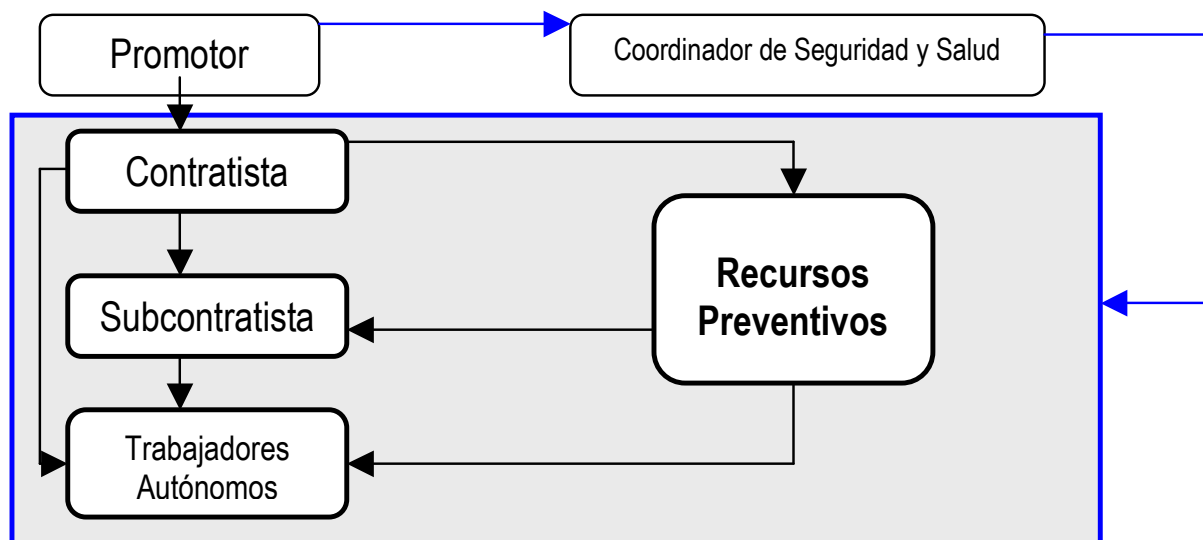 Promotor
Coordinador de Seguridad y Salud
Contratista
Recursos
Preventivos
Subcontratista
Trabajadores
Autónomos